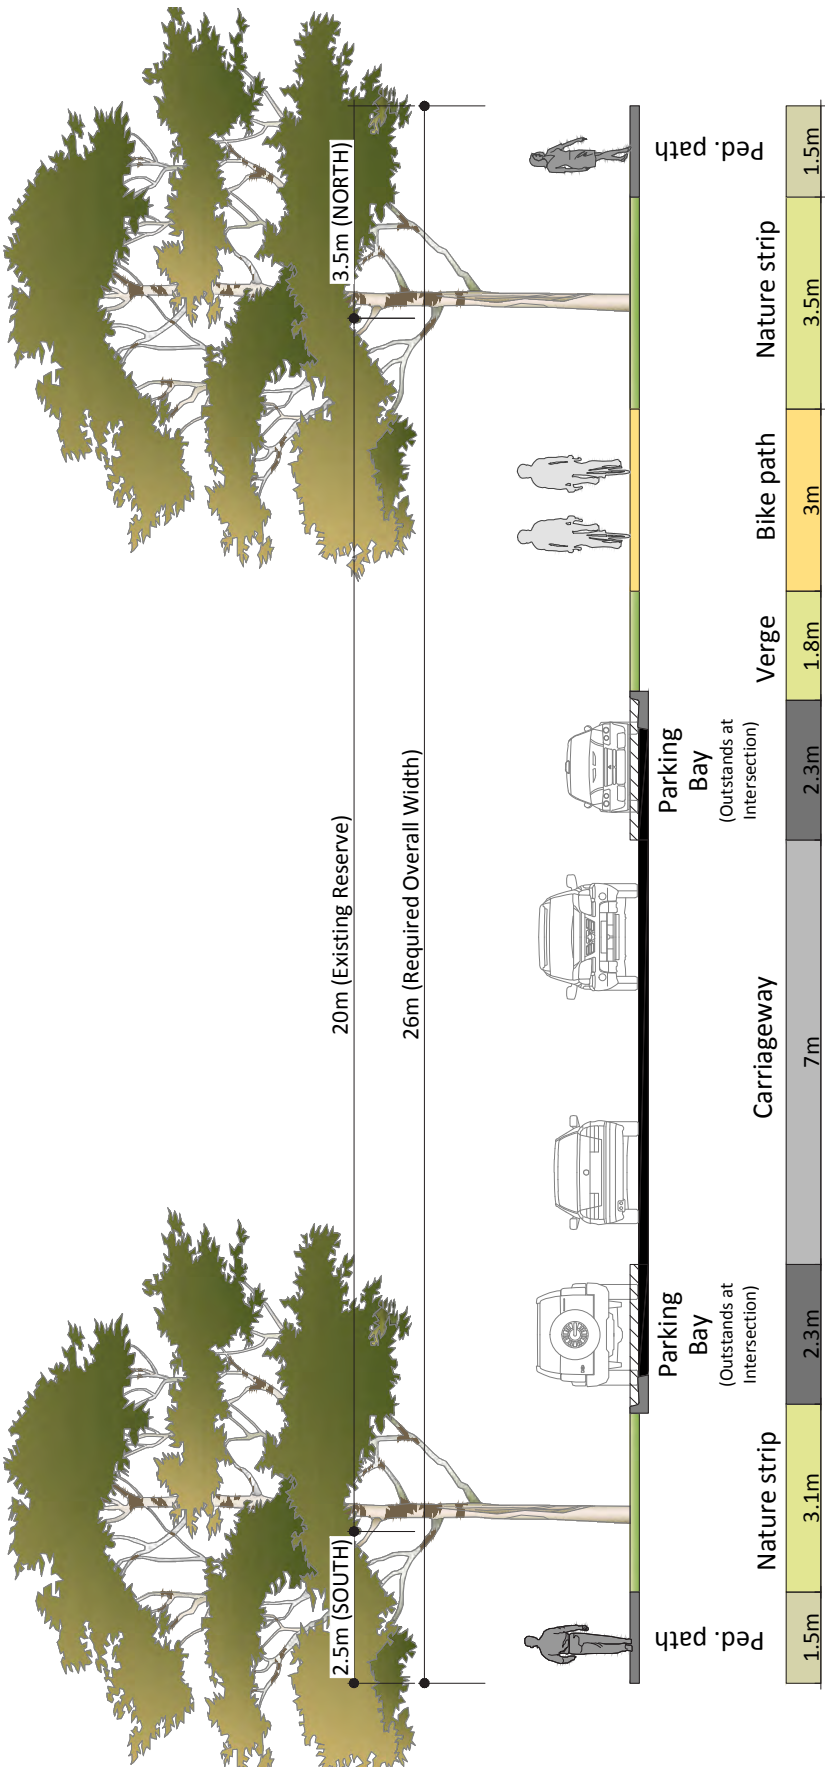 2.5m (SOUTH)
20m (Existing Reserve)
3.5m (NORTH)
26m (Required Overall Width)
Ped. path
Parking
Bay
(Outstands at
Intersection)
Parking
Bay
(Outstands at
Intersection)
Ped. path
Nature strip
Carriageway
Verge
Bike path
Nature strip
1.5m
3.1m
2.3m
7m
2.3m
1.8m
3m
3.5m
1.5m